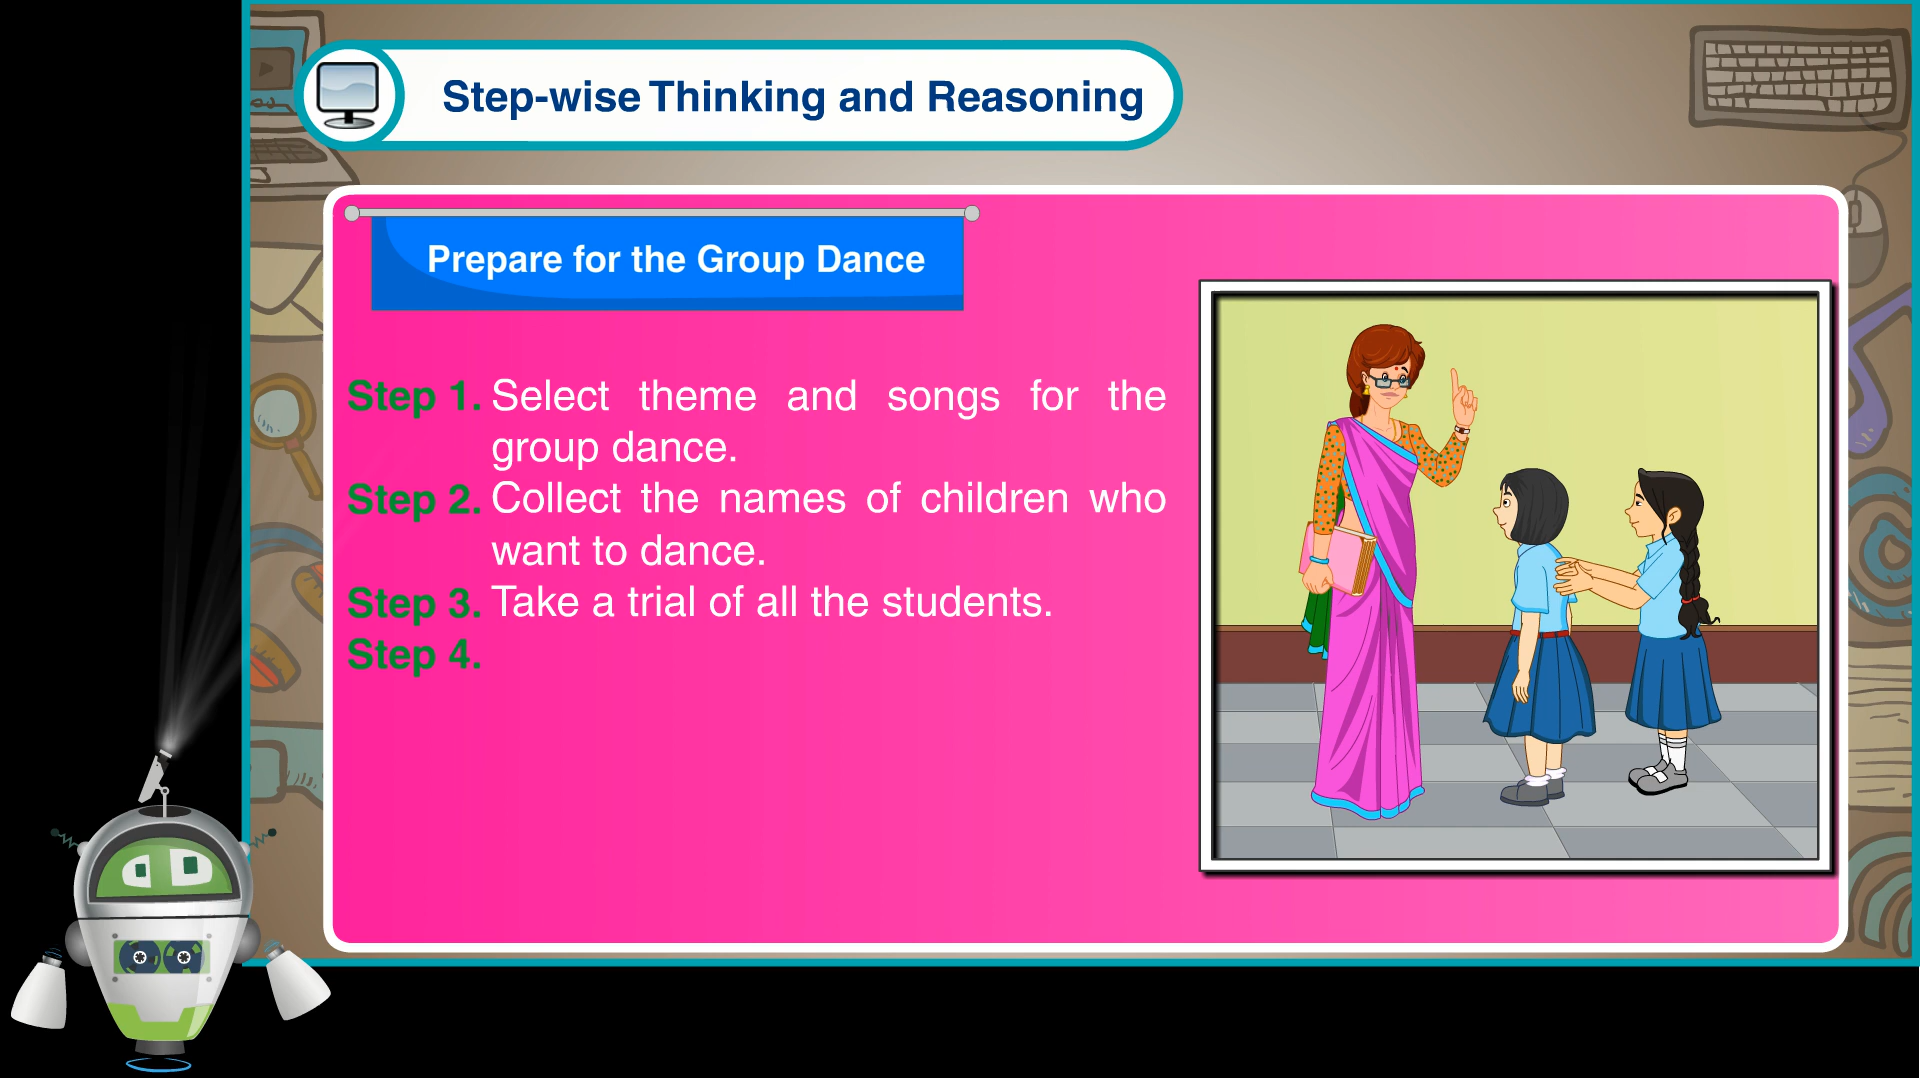 Step-wise Thinking and Reasoning
Prepare for the Group Dance
Step 1. Select theme and songs for the
group dance.
Step 2. Collect the names of children who
want to dance.
Step 3. Take a trial of all the students.
Step 4.